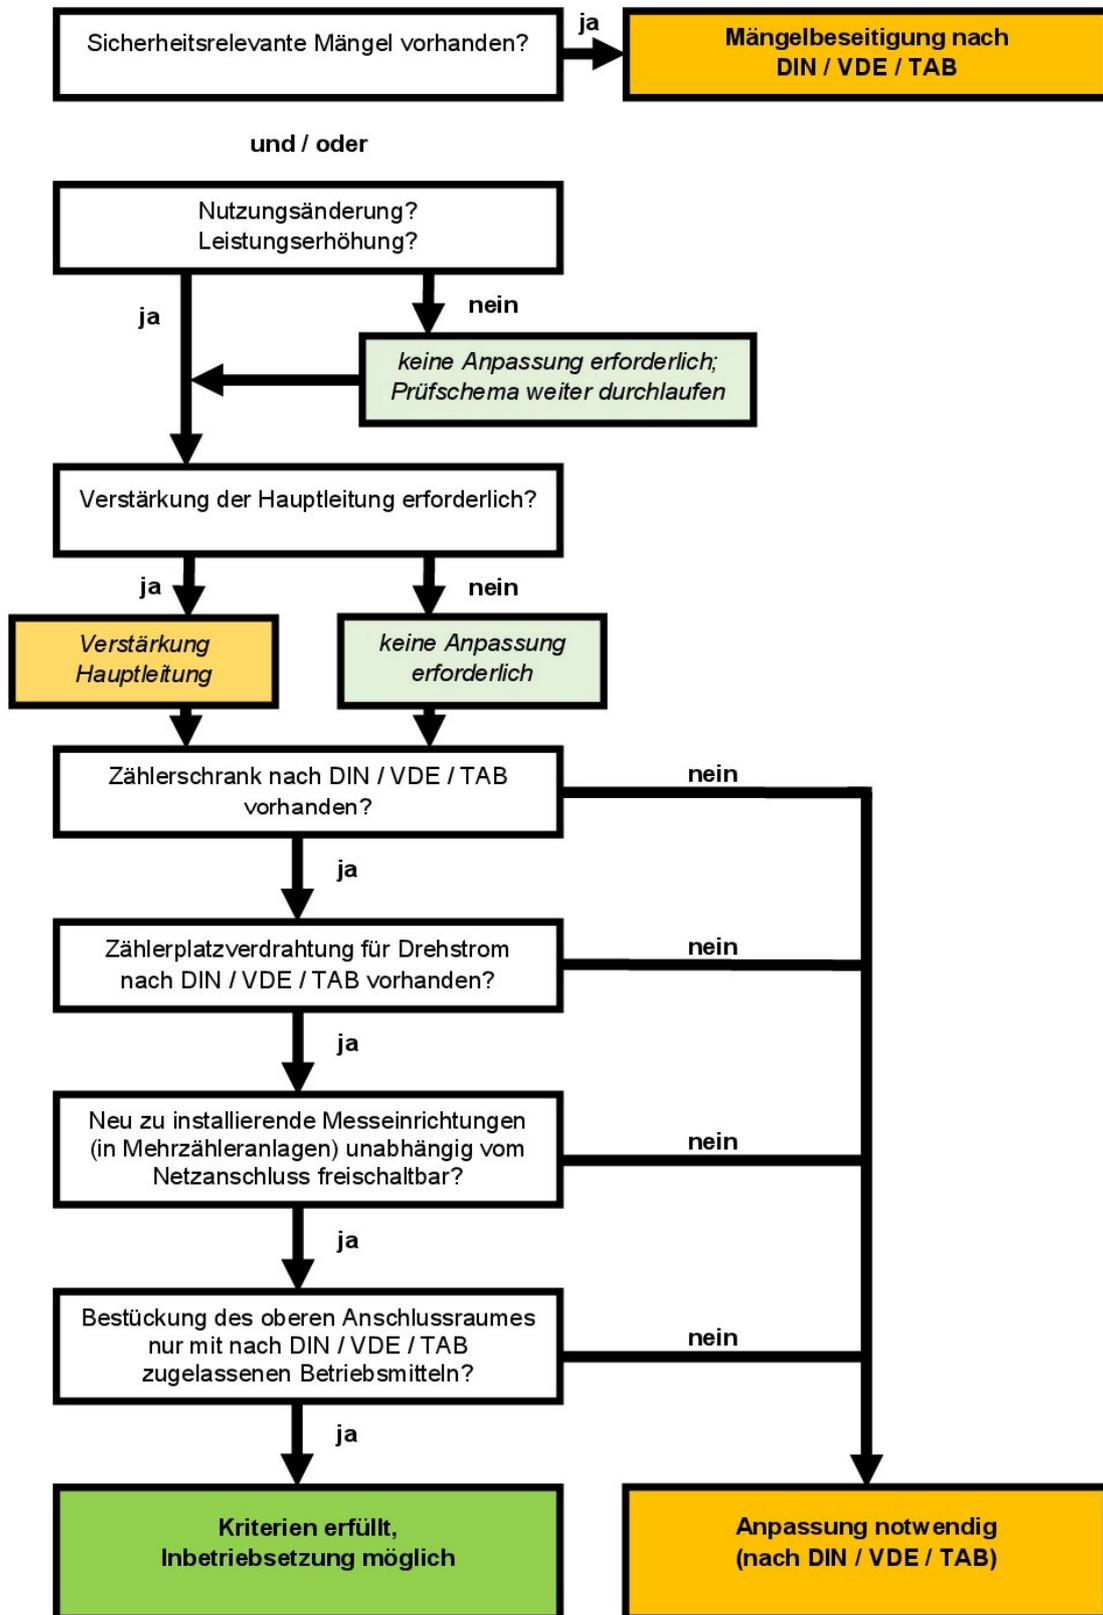 Sicherheitsrelevante Mängel vorhanden?
ja
Mängelbeseitigung nach
DIN / VDE / TAB
und / oder
Nutzungsänderung?
Leistungserhöhung?
ja
nein
keine Anpassung erforderlich;
Prüfschema weiter durchlaufen
Verstärkung der Hauptleitung erforderlich?
ja
nein
Verstärkung
Hauptleitung
keine Anpassung
erforderlich
Zählerschrank nach DIN / VDE / TAB
vorhanden?
nein
ja
Zählerplatzverdrahtung für Drehstrom
nach DIN / VDE / TAB vorhanden?
nein
ja
Neu zu installierende Messeinrichtungen
(in Mehrzähleranlagen) unabhängig vom
Netzanschluss freischaltbar?
nein
ja
Bestückung des oberen Anschlussraumes
nur mit nach DIN / VDE / TAB
zugelassenen Betriebsmitteln?
nein
ja
Kriterien erfüllt,
Inbetriebsetzung möglich
Anpassung notwendig
(nach DIN / VDE / TAB)